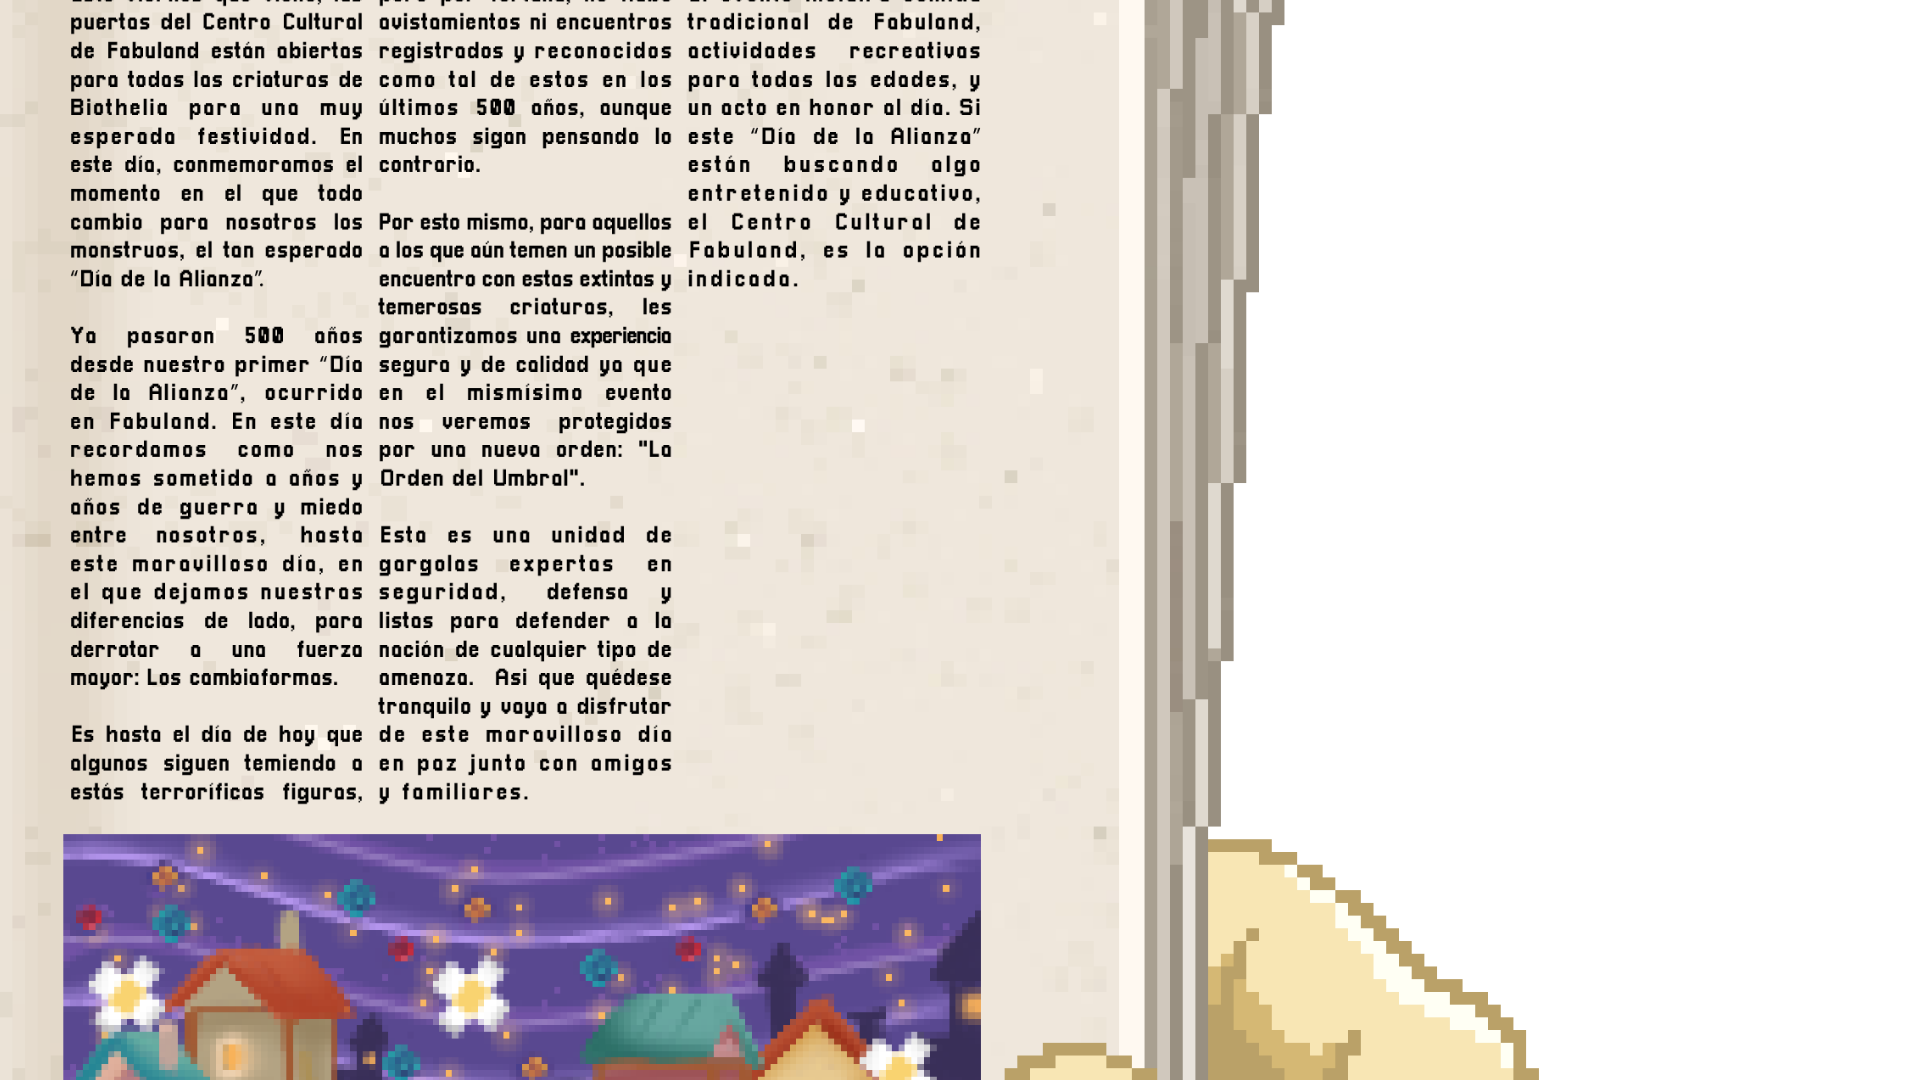 puertas del Centro Cultural
de Fabuland están abiertas
para todas las criaturas de
Biothelia para una muy
esperada festividad. En
este día, conmemoramos el
momento en el que todo
cambio para nosotros los
monstruos, el tan esperado
“Día de la Alianza”.
Ya pasaron 500 años
desde nuestro primer “Día
de la Alianza”, ocurrido
en Fabuland. En este día
recordamos como nos
hemos sometido a años y
años de guerra y miedo
entre nosotros, hasta
este maravilloso día, en
el que dejamos nuestras
diferencias de lado, para
derrotar a una fuerza
mayor: Los cambiaformas.
Es hasta el día de hoy que
algunos siguen temiendo a
estás terroríficas figuras,
avistamientos ni encuentros
registrados y reconocidos
como tal de estos en los
últimos 500 años, aunque
muchos sigan pensando lo
contrario.
Por esto mismo, para aquellos
a los que aún temen un posible
encuentro con estas extintas y
temerosas criaturas, les
garantizamos una experiencia
segura y de calidad ya que
en el mismísimo evento
nos veremos protegidos
por una nueva orden: "La
Orden del Umbral".
Esta es una unidad de
gargolas expertas en
seguridad, defensa y
listas para defender a la
nación de cualquier tipo de
amenaza. Asi que quédese
tranquilo y vaya a disfrutar
de este maravilloso día
en paz junto con amigos
y familiares.
tradicional de Fabuland,
actividades recreativas
para todas las edades, y
un acto en honor al día. Si
este “Día de la Alianza”
están buscando algo
entretenido y educativo,
el Centro Cultural de
Fabuland, es la opción
indicada.